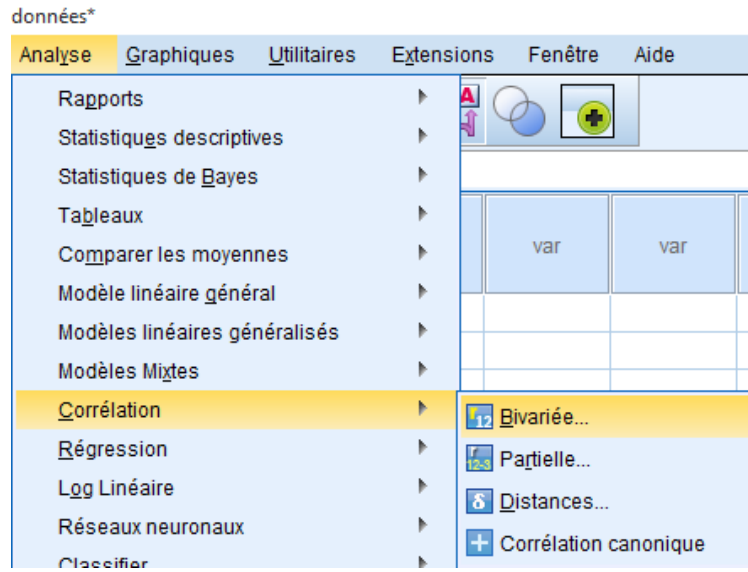 données*
Analyse Graphiques Utilitaires Extensions Fenêtre Aide
Rapports
Statistiques descriptives
Statistiques de Bayes
Tableaux
Comparer les moyennes
var var
Modèle linéaire général
Modèles linéaires généralisés
Modèles Mixtes
Corrélation
Bivariée...
Régression
Partielle...
Log Linéaire
Distances...
Réseaux neuronaux
Corrélation canonique
Classifier